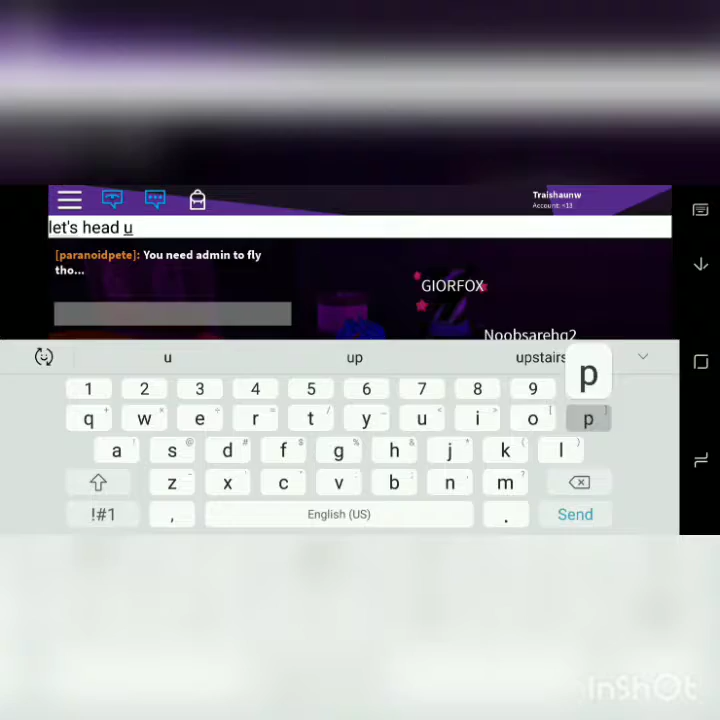 Traishaunw
Account: <13
let's head u
[paranoidpete]: You need admin to fly
tho...
GIORFOX
Noobsarehq2
u up upstairs p
1 2 3 4 5 6 7 8 9
q w e r t y u i o p
a s d f g h j k l
z x c v b n m
!#1 , English (US) . Send
InShOt